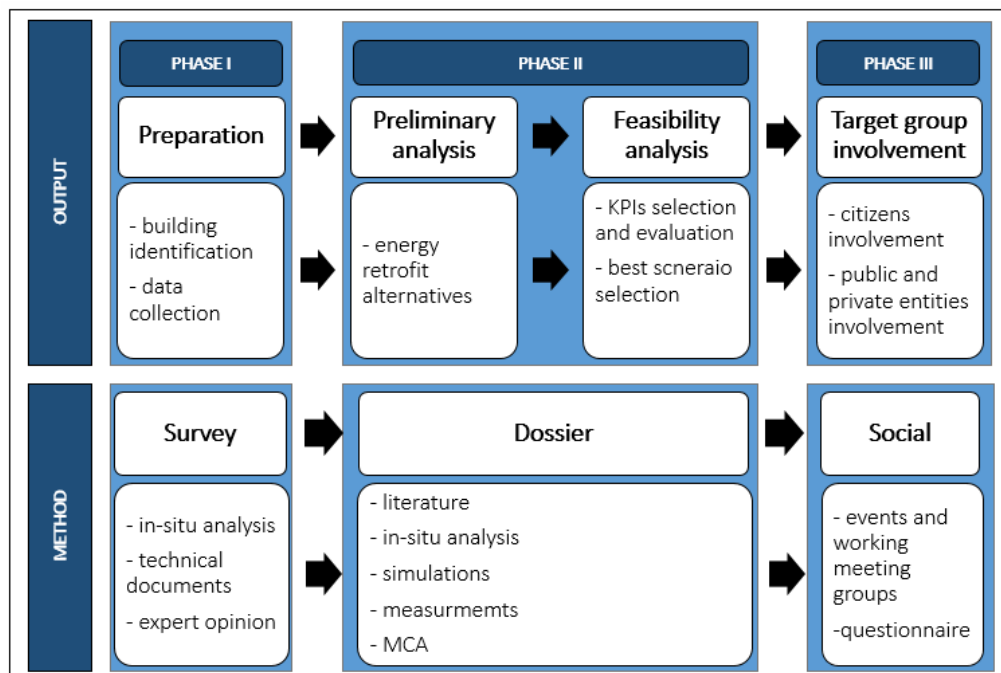 OUTPUT
PHASE I
Preparation
- building
identification
- data
collection
PHASE II
Preliminary
analysis
- energy
retrofit
alternatives
Feasibility
analysis
- KPIs selection
and evaluation
- best scneraio
selection
PHASE III
Target group
involvement
- citizens
involvement
- public and
private entities
involvement
METHOD
Survey
- in-situ analysis
- technical
documents
- expert opinion
Dossier
- literature
- in-situ analysis
- simulations
- measurmemts
- MCA
Social
- events and
working
meeting
groups
-questionnaire